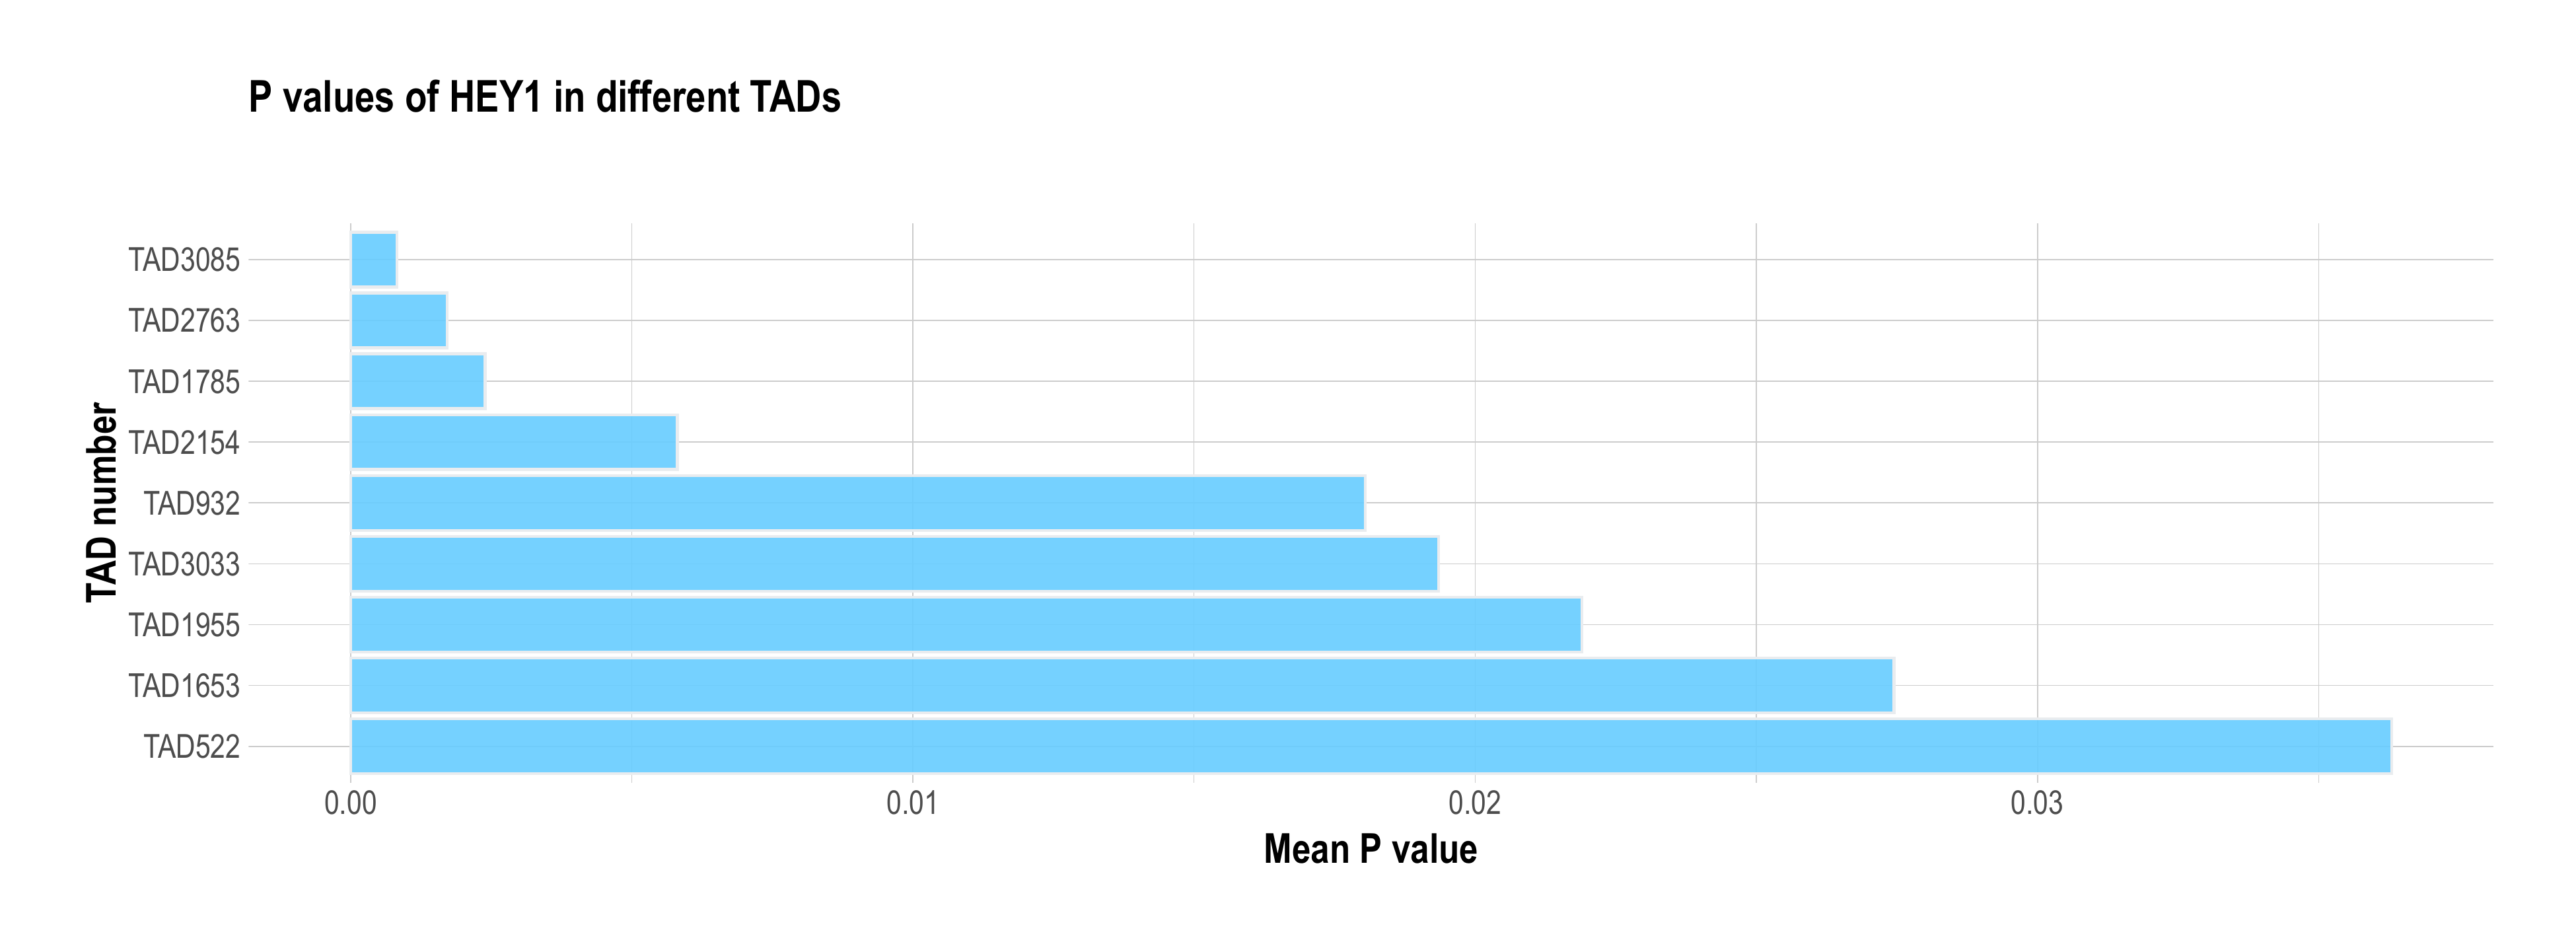 P values of HEY1 in different TADs
TAD number
TAD3085
TAD2763
TAD1785
TAD2154
TAD932
TAD3033
TAD1955
TAD1653
TAD522
0.00 0.01 0.02 0.03
Mean P value